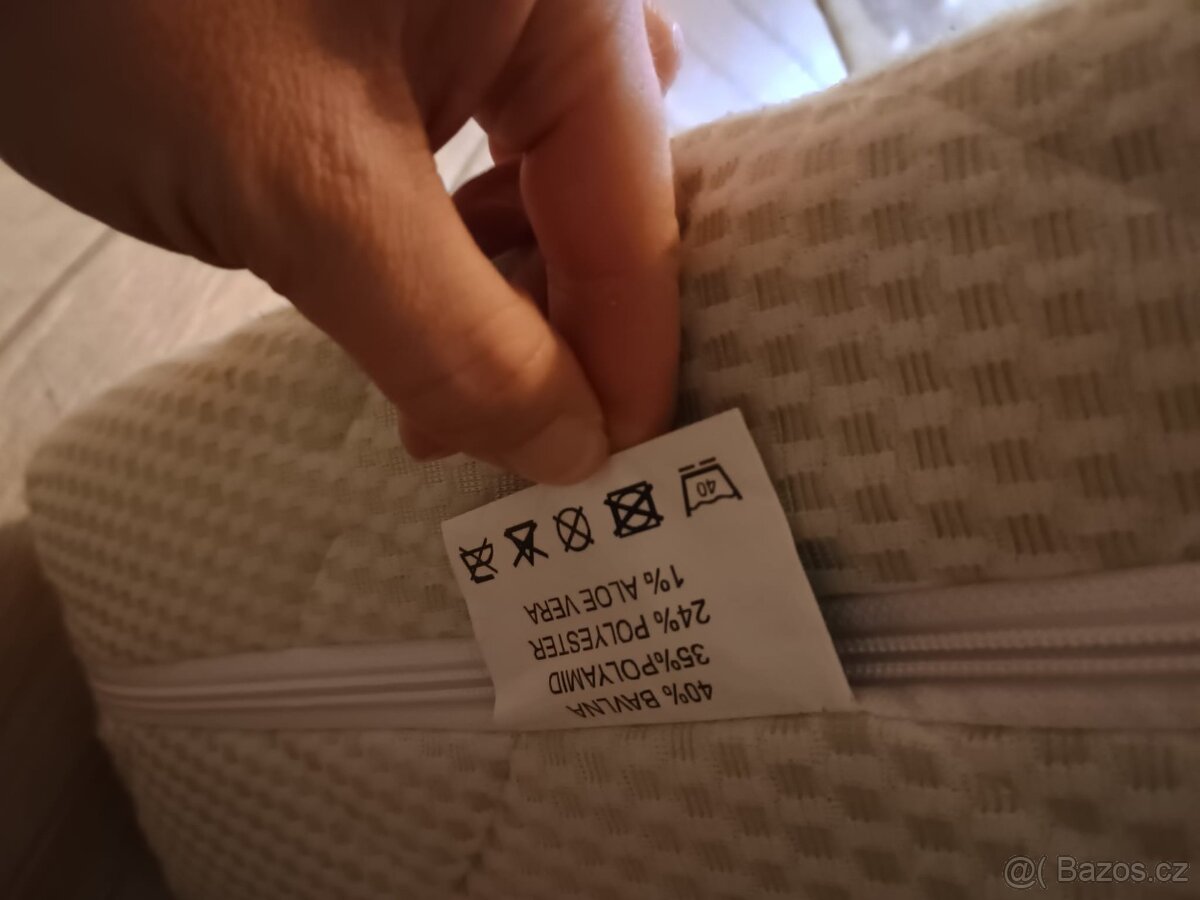 40% BAVLNA
35%POLYAMID
24% POLYESTER
1% ALOE VERA
40
@( Bazos.cz